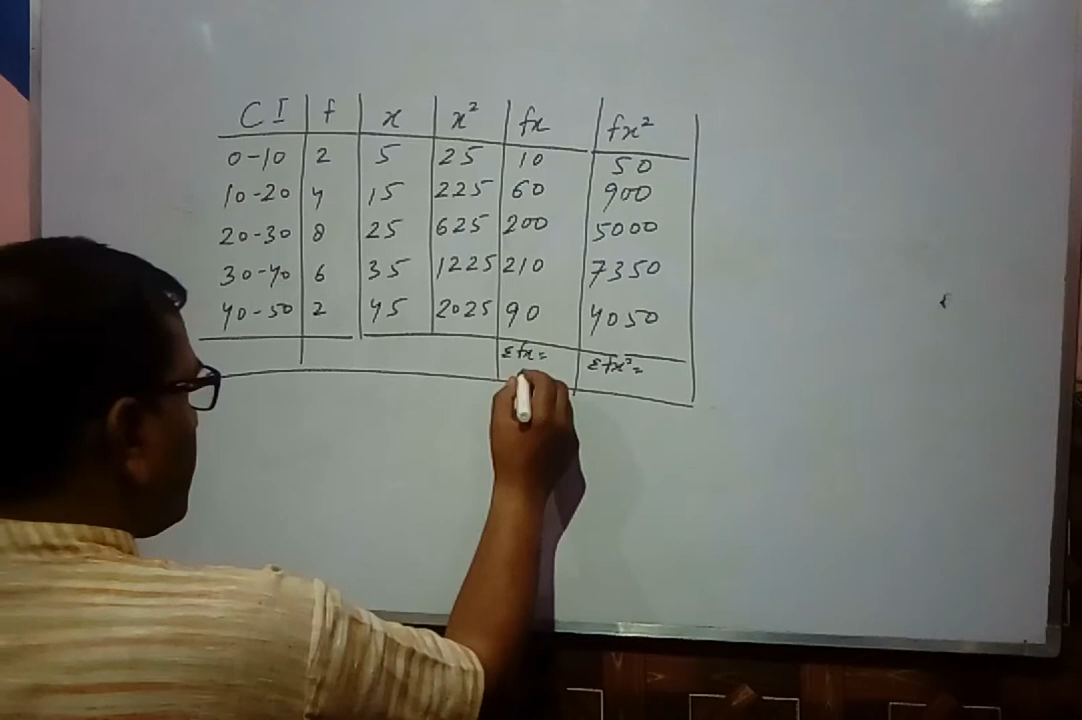 CI f x x² fx fx²
0-10 2 5 25 10 50
10-20 4 15 225 60 900
20-30 8 25 625 200 5000
30-40 6 35 1225 210 7350
40-50 2 45 2025 90 4050
Σfx= Σfx²=